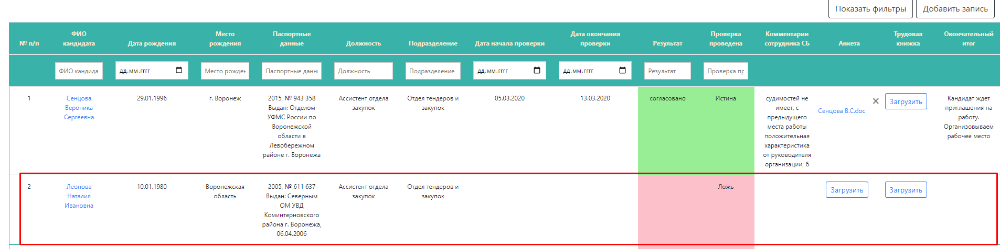 Показать фильтры
Добавить запись
№ п/п
ФИО
кандидата
Дата рождения
Место
рождения
Паспортные
данные
Должность
Подразделение
Дата начала проверки
Дата окончания
проверки
Результат
Проверка
проведена
Комментарии
сотрудника СБ
Анкета
Трудовая
книжка
Окончательный
итог
ФИО кандида
дд.мм.гггг
Место рожден
Паспортные данны
Должность
Подразделение
дд.мм.гггг
дд.мм.гггг
Результат
Проверка пр
1
Сенцова
Вероника
Сергеевна
29.01.1996
г. Воронеж
2015, № 943 358
Выдан: Отделом
УФМС России по
Воронежской
области в
Левобережном
районе г. Воронежа
Ассистент отдела
закупок
Отдел тендеров и
закупок
05.03.2020
13.03.2020
согласовано
Истина
судимостей не
имеет, с
предыдущего
места работы
положительная
характеристика
от руководителя
организации, б
Сенцова В.С.doc
Загрузить
Кандидат ждет
приглашения на
работу.
Организовываем
рабочее место
2
Леонова
Наталия
Ивановна
10.01.1980
Воронежская
область
2005, № 611 637
Выдан: Северным
ОМ УВД
Коминтерновского
района г. Воронежа,
06.04.2006
Ассистент отдела
закупок
Отдел тендеров и
закупок
Ложь
Загрузить
Загрузить